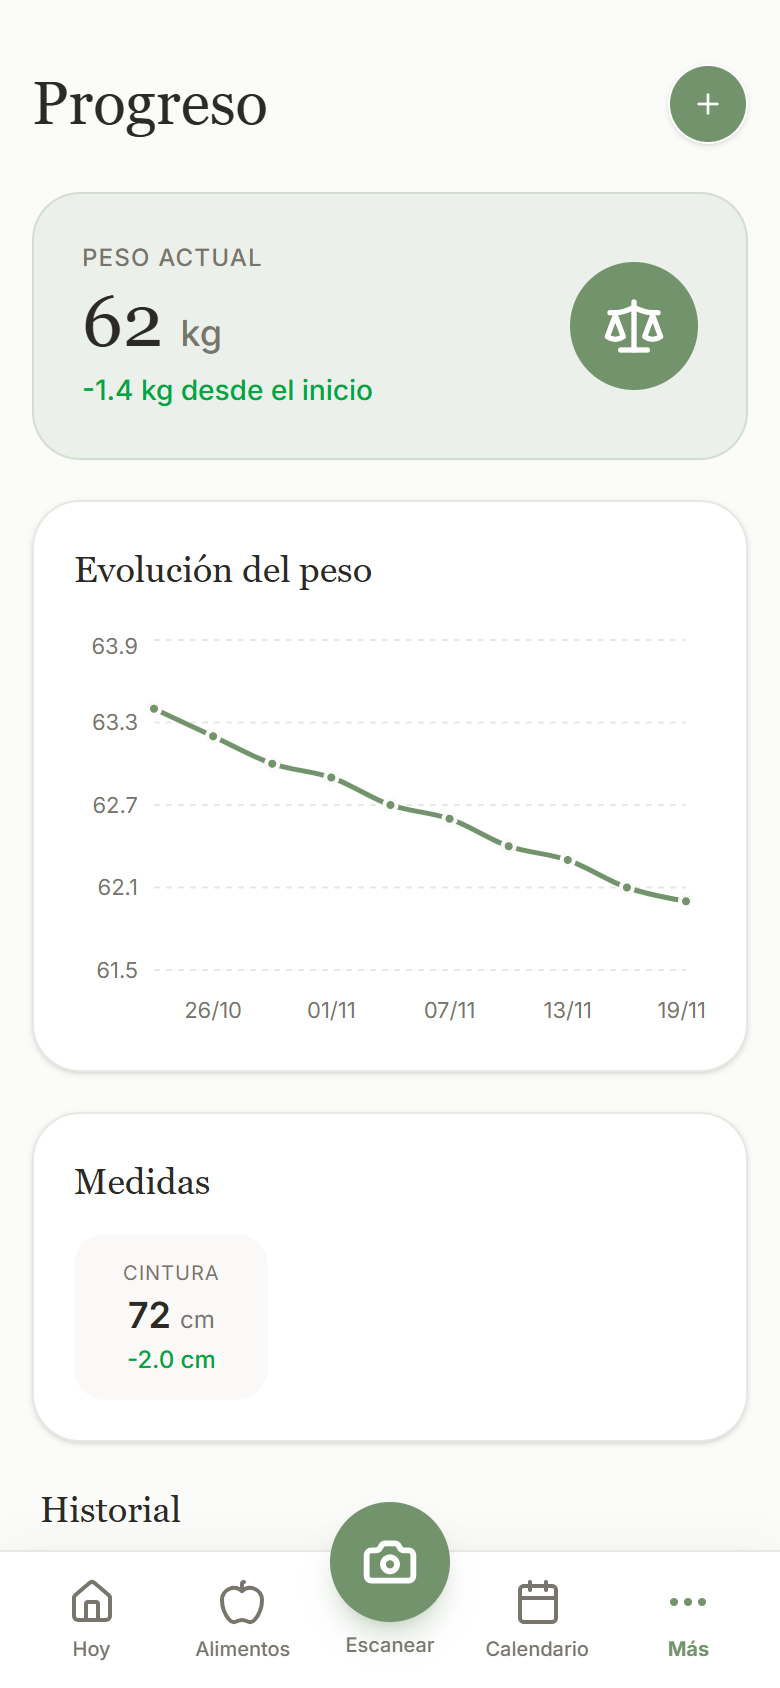 Progreso
PESO ACTUAL
62 kg
-1.4 kg desde el inicio
Evolución del peso
63.9
63.3
62.7
62.1
61.5
26/10 01/11 07/11 13/11 19/11
Medidas
CINTURA
72 cm
-2.0 cm
Historial
Hoy Alimentos Escanear Calendario Más